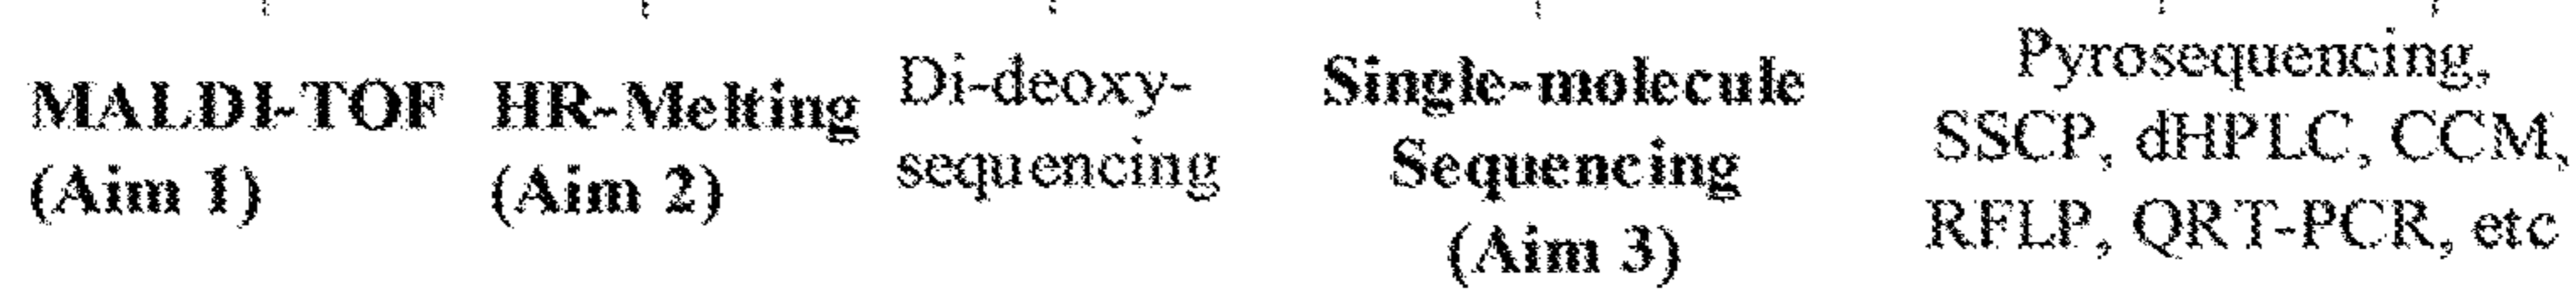 MALDI-TOF
(Aim 1)
HR-Melting
(Aim 2)
Di-deoxy-
sequencing
Single-molecule
Sequencing
(Aim 3)
Pyrosequencing,
SSCP, dHPLC, CCM,
RFLP, QRT-PCR, etc